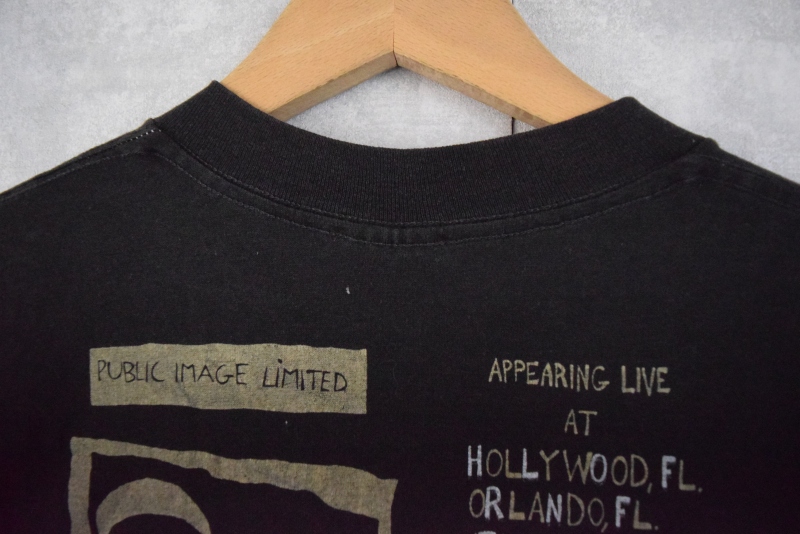 PUBLIC IMAGE LiMITED
APPEARING LIVE
AT
HOLLYWOOD, FL.
ORLANDO, FL.